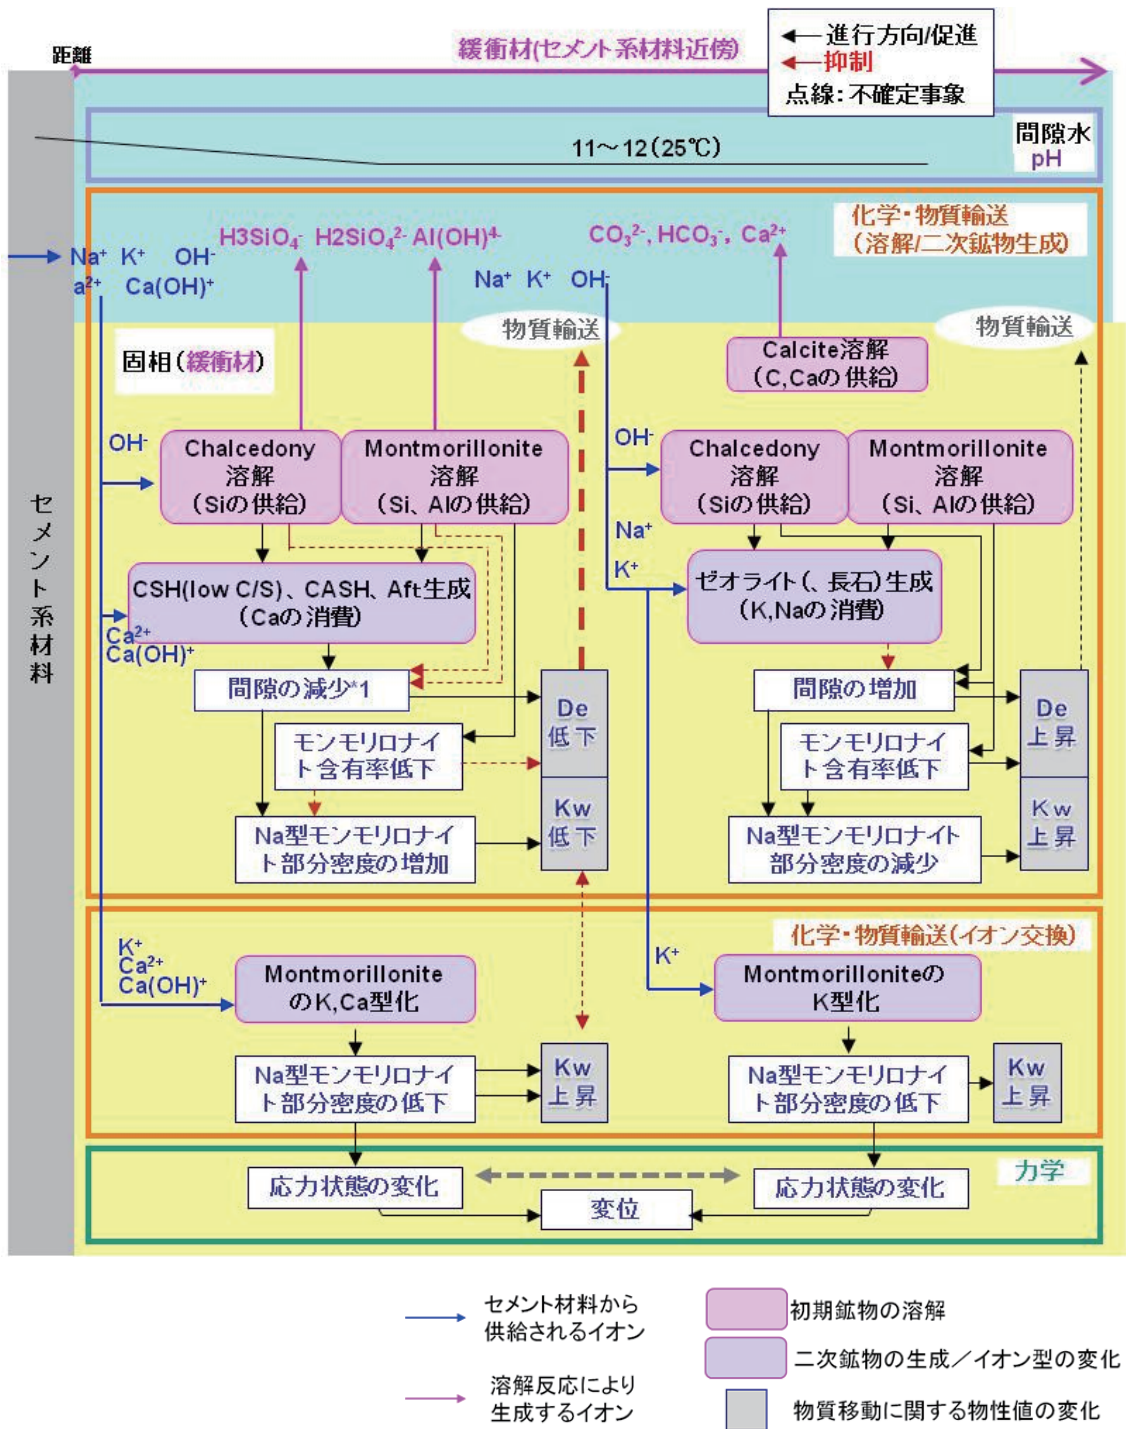 距離
緩衝材(セメント系材料近傍)
進行方向/促進
抑制
点線:不確定事象
11~12(25℃)
間隙水
pH
化学・物質輸送
(溶解/二次鉱物生成)
H3SiO₄⁻ H2SiO₄²⁻ Al(OH)⁴⁻
CO₃²⁻, HCO₃⁻, Ca²⁺
Na⁺ K⁺ OH⁻
a²⁺ Ca(OH)⁺
Na⁺ K⁺ OH⁻
物質輸送
物質輸送
固相(緩衝材)
Calcite溶解
(C,Caの供給)
OH⁻
Chalcedony
溶解
(Siの供給)
Montmorillonite
溶解
(Si、Alの供給)
OH⁻
Chalcedony
溶解
(Siの供給)
Montmorillonite
溶解
(Si、Alの供給)
Na⁺
K⁺
セメント系材料
CSH(low C/S)、CASH、Aft生成
(Caの消費)
ゼオライト(、長石)生成
(K,Naの消費)
Ca²⁺
Ca(OH)⁺
間隙の減少*1
間隙の増加
De
低下
De
上昇
モンモリロナイ
ト含有率低下
モンモリロナイ
ト含有率低下
Kw
低下
Kw
上昇
Na型モンモリロナイ
ト部分密度の増加
Na型モンモリロナイト
部分密度の減少
化学・物質輸送(イオン交換)
K⁺
Ca²⁺
Ca(OH)⁺
Montmorillonite
のK,Ca型化
K⁺
Montmorilloniteの
K型化
Na型モンモリロナイ
ト部分密度の低下
Kw
上昇
Na型モンモリロナイ
ト部分密度の低下
Kw
上昇
力学
応力状態の変化
応力状態の変化
変位
セメント材料から
供給されるイオン
初期鉱物の溶解
二次鉱物の生成/イオン型の変化
溶解反応により
生成するイオン
物質移動に関する物性値の変化